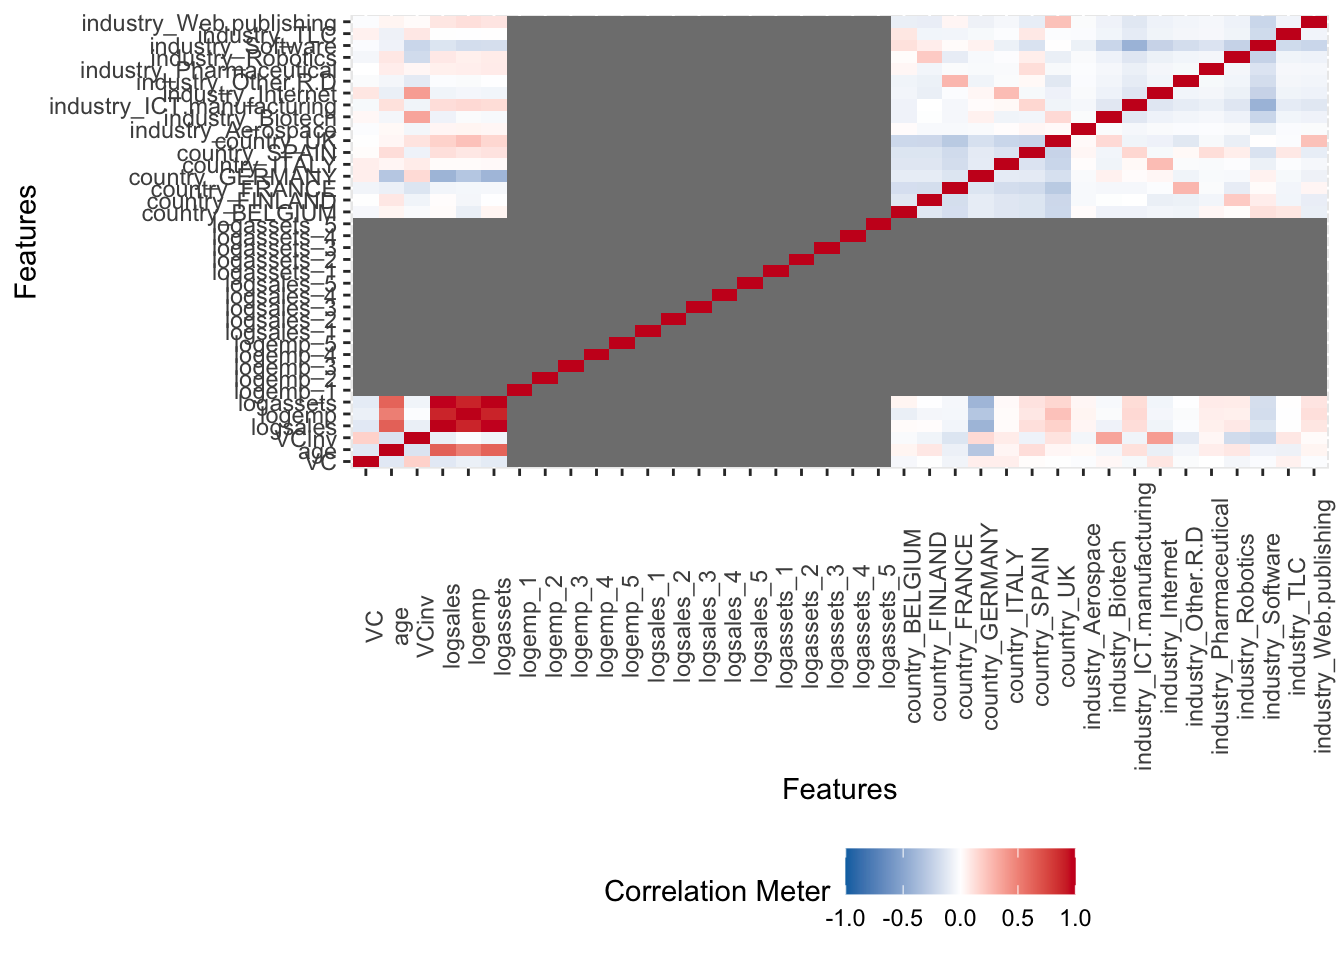 Features
industry_Web.publishing
industry_TLC
industry_Software
industry_Robotics
industry_Pharmaceutical
industry_Other.R.D
industry_Internet
industry_ICT.manufacturing
industry_Biotech
industry_Aerospace
country_UK
country_SPAIN
country_ITALY
country_GERMANY
country_FRANCE
country_FINLAND
country_BELGIUM
logassets_5
logassets_4
logassets_3
logassets_2
logassets_1
logsales_5
logsales_4
logsales_3
logsales_2
logsales_1
logemp_5
logemp_4
logemp_3
logemp_2
logemp_1
logassets
logemp
logsales
VCinv
age
VC
VC
age
VCinv
logsales
logemp
logassets
logemp_1
logemp_2
logemp_3
logemp_4
logemp_5
logsales_1
logsales_2
logsales_3
logsales_4
logsales_5
logassets_1
logassets_2
logassets_3
logassets_4
logassets_5
country_BELGIUM
country_FINLAND
country_FRANCE
country_GERMANY
country_ITALY
country_SPAIN
country_UK
industry_Aerospace
industry_Biotech
industry_ICT.manufacturing
industry_Internet
industry_Other.R.D
industry_Pharmaceutical
industry_Robotics
industry_Software
industry_TLC
industry_Web.publishing
Features
Correlation Meter
-1.0 -0.5 0.0 0.5 1.0